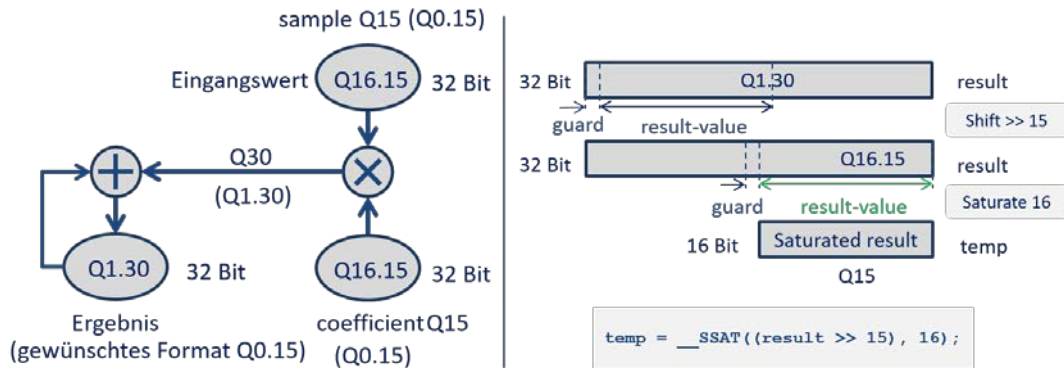 sample Q15 (Q0.15)
Eingangswert
Q16.15
32 Bit
Q30
(Q1.30)
Q1.30
32 Bit
Q16.15
32 Bit
Ergebnis
(gewünschtes Format Q0.15)
coefficient Q15
(Q0.15)
32 Bit
Q1.30
result
guard
result-value
Shift >> 15
32 Bit
Q16.15
result
guard
result-value
Saturate 16
16 Bit
Saturated result
temp
Q15
temp = __SSAT((result >> 15), 16);